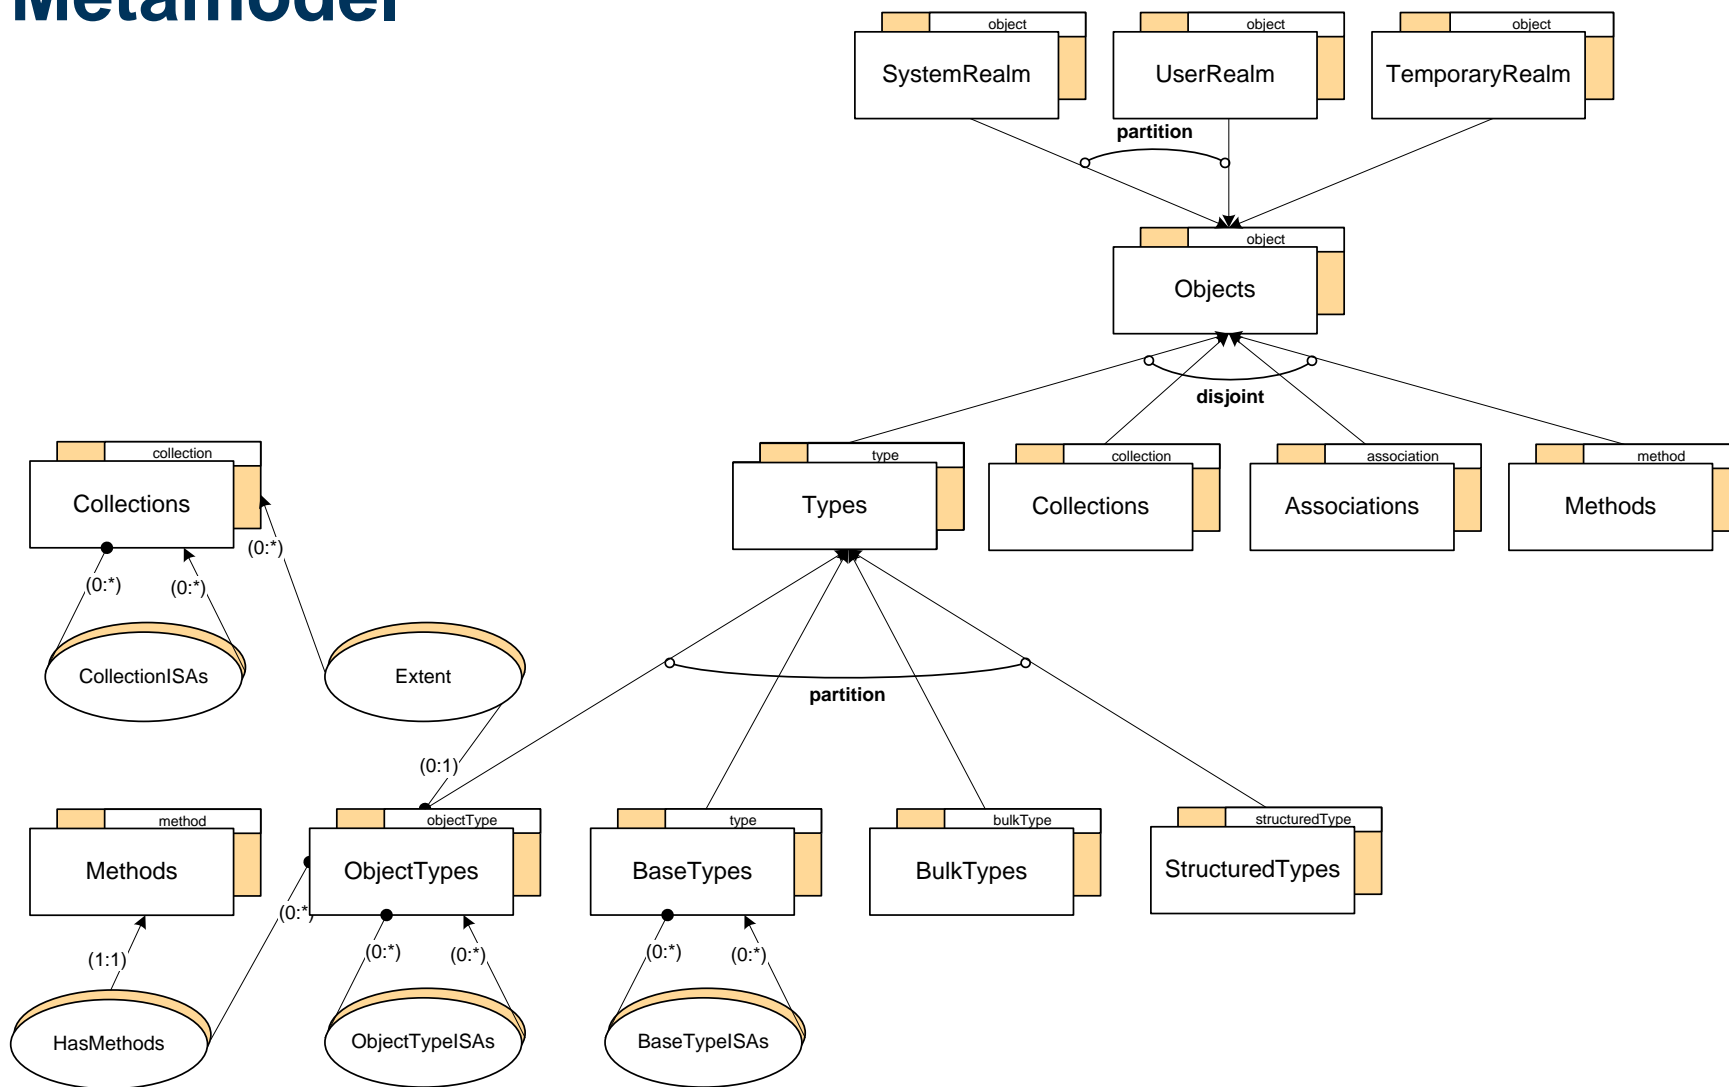 Metamodel
object
object
object
SystemRealm
UserRealm
TemporaryRealm
partition
object
Objects
disjoint
collection
Collections
type
Types
collection
Collections
association
Associations
method
Methods
(0:*)
(0:*)
(0:*)
CollectionISAs
Extent
partition
(0:1)
method
Methods
objectType
ObjectTypes
type
BaseTypes
bulkType
BulkTypes
structuredType
StructuredTypes
(0:*)
(1:1)
(0:*)
(0:*)
(0:*)
(0:*)
HasMethods
ObjectTypeISAs
BaseTypeISAs